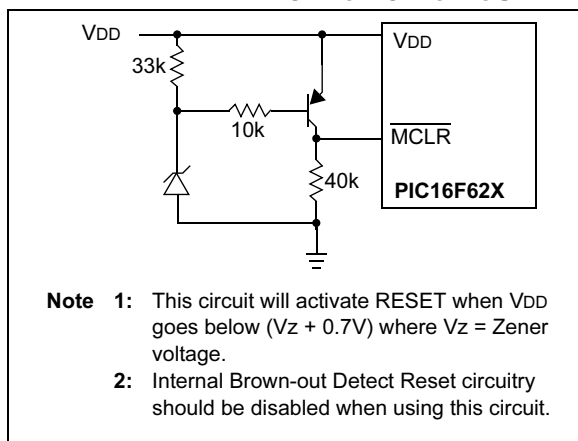 VDD
VDD
33k
10k
MCLR
40k
PIC16F62X
Note 1: This circuit will activate RESET when VDD
goes below (Vz + 0.7V) where Vz = Zener
voltage.
2: Internal Brown-out Detect Reset circuitry
should be disabled when using this circuit.